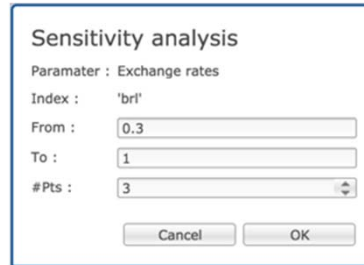 Sensitivity analysis
Paramater : Exchange rates
Index : 'brl'
From : 0.3
To : 1
#Pts : 3
Cancel OK